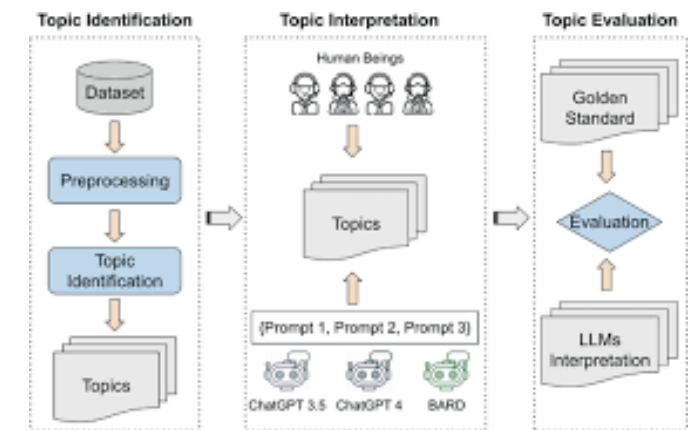 Topic Identification
Topic Interpretation
Topic Evaluation
Dataset
Preprocessing
Topic
Identification
Topics
Human Beings
Topics
{Prompt 1, Prompt 2, Prompt 3}
ChatGPT 3.5
ChatGPT 4
BARD
Golden
Standard
Evaluation
LLMs
Interpretation